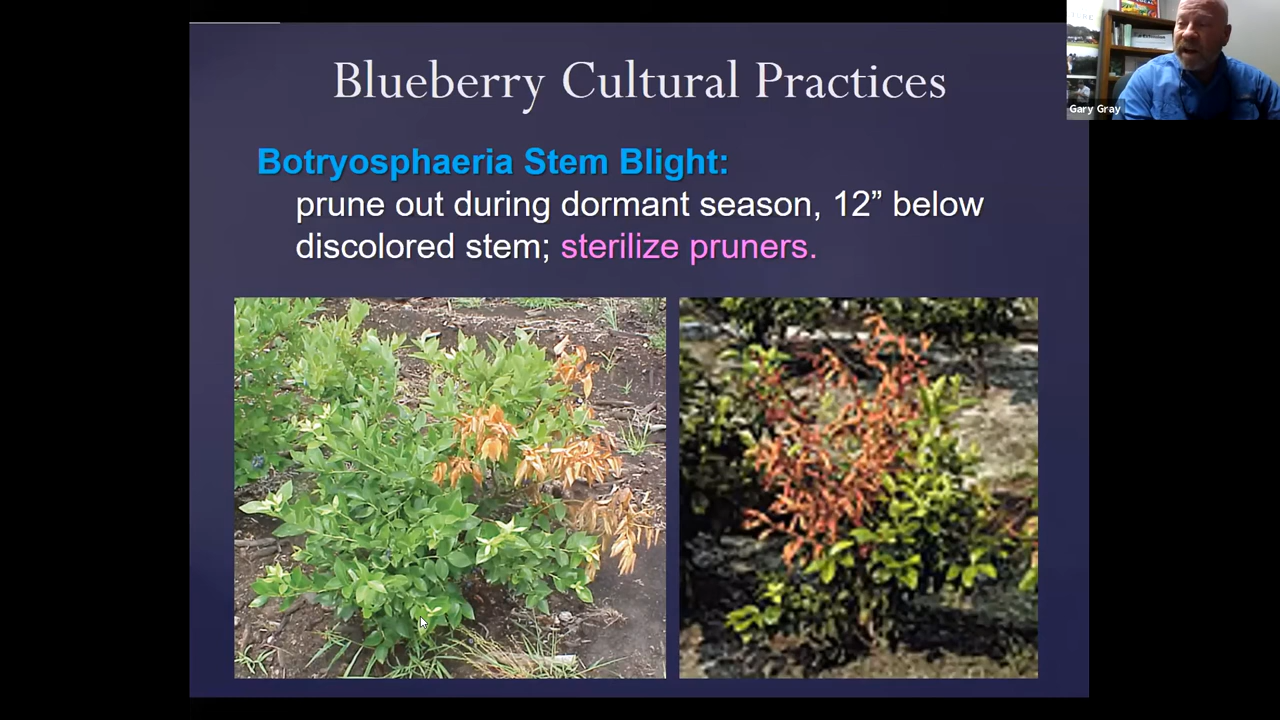 Blueberry Cultural Practices
Botryosphaeria Stem Blight:
prune out during dormant season, 12” below
discolored stem; sterilize pruners.
Gary Gray